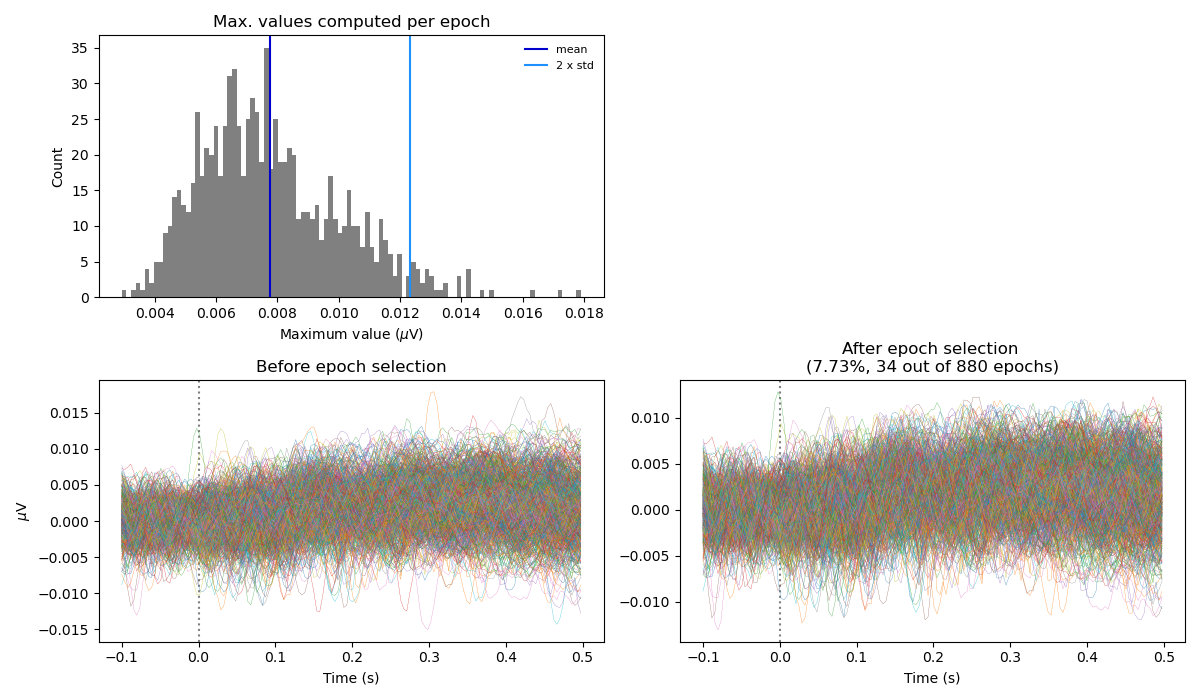 Max. values computed per epoch
mean
2 x std
Count
35
30
25
20
15
10
5
0
0.004 0.006 0.008 0.010 0.012 0.014 0.016 0.018
Maximum value (μV)
Before epoch selection
μV
0.015
0.010
0.005
0.000
−0.005
−0.010
−0.015
−0.1 0.0 0.1 0.2 0.3 0.4 0.5
Time (s)
After epoch selection
(7.73%, 34 out of 880 epochs)
0.010
0.005
0.000
−0.005
−0.010
−0.1 0.0 0.1 0.2 0.3 0.4 0.5
Time (s)